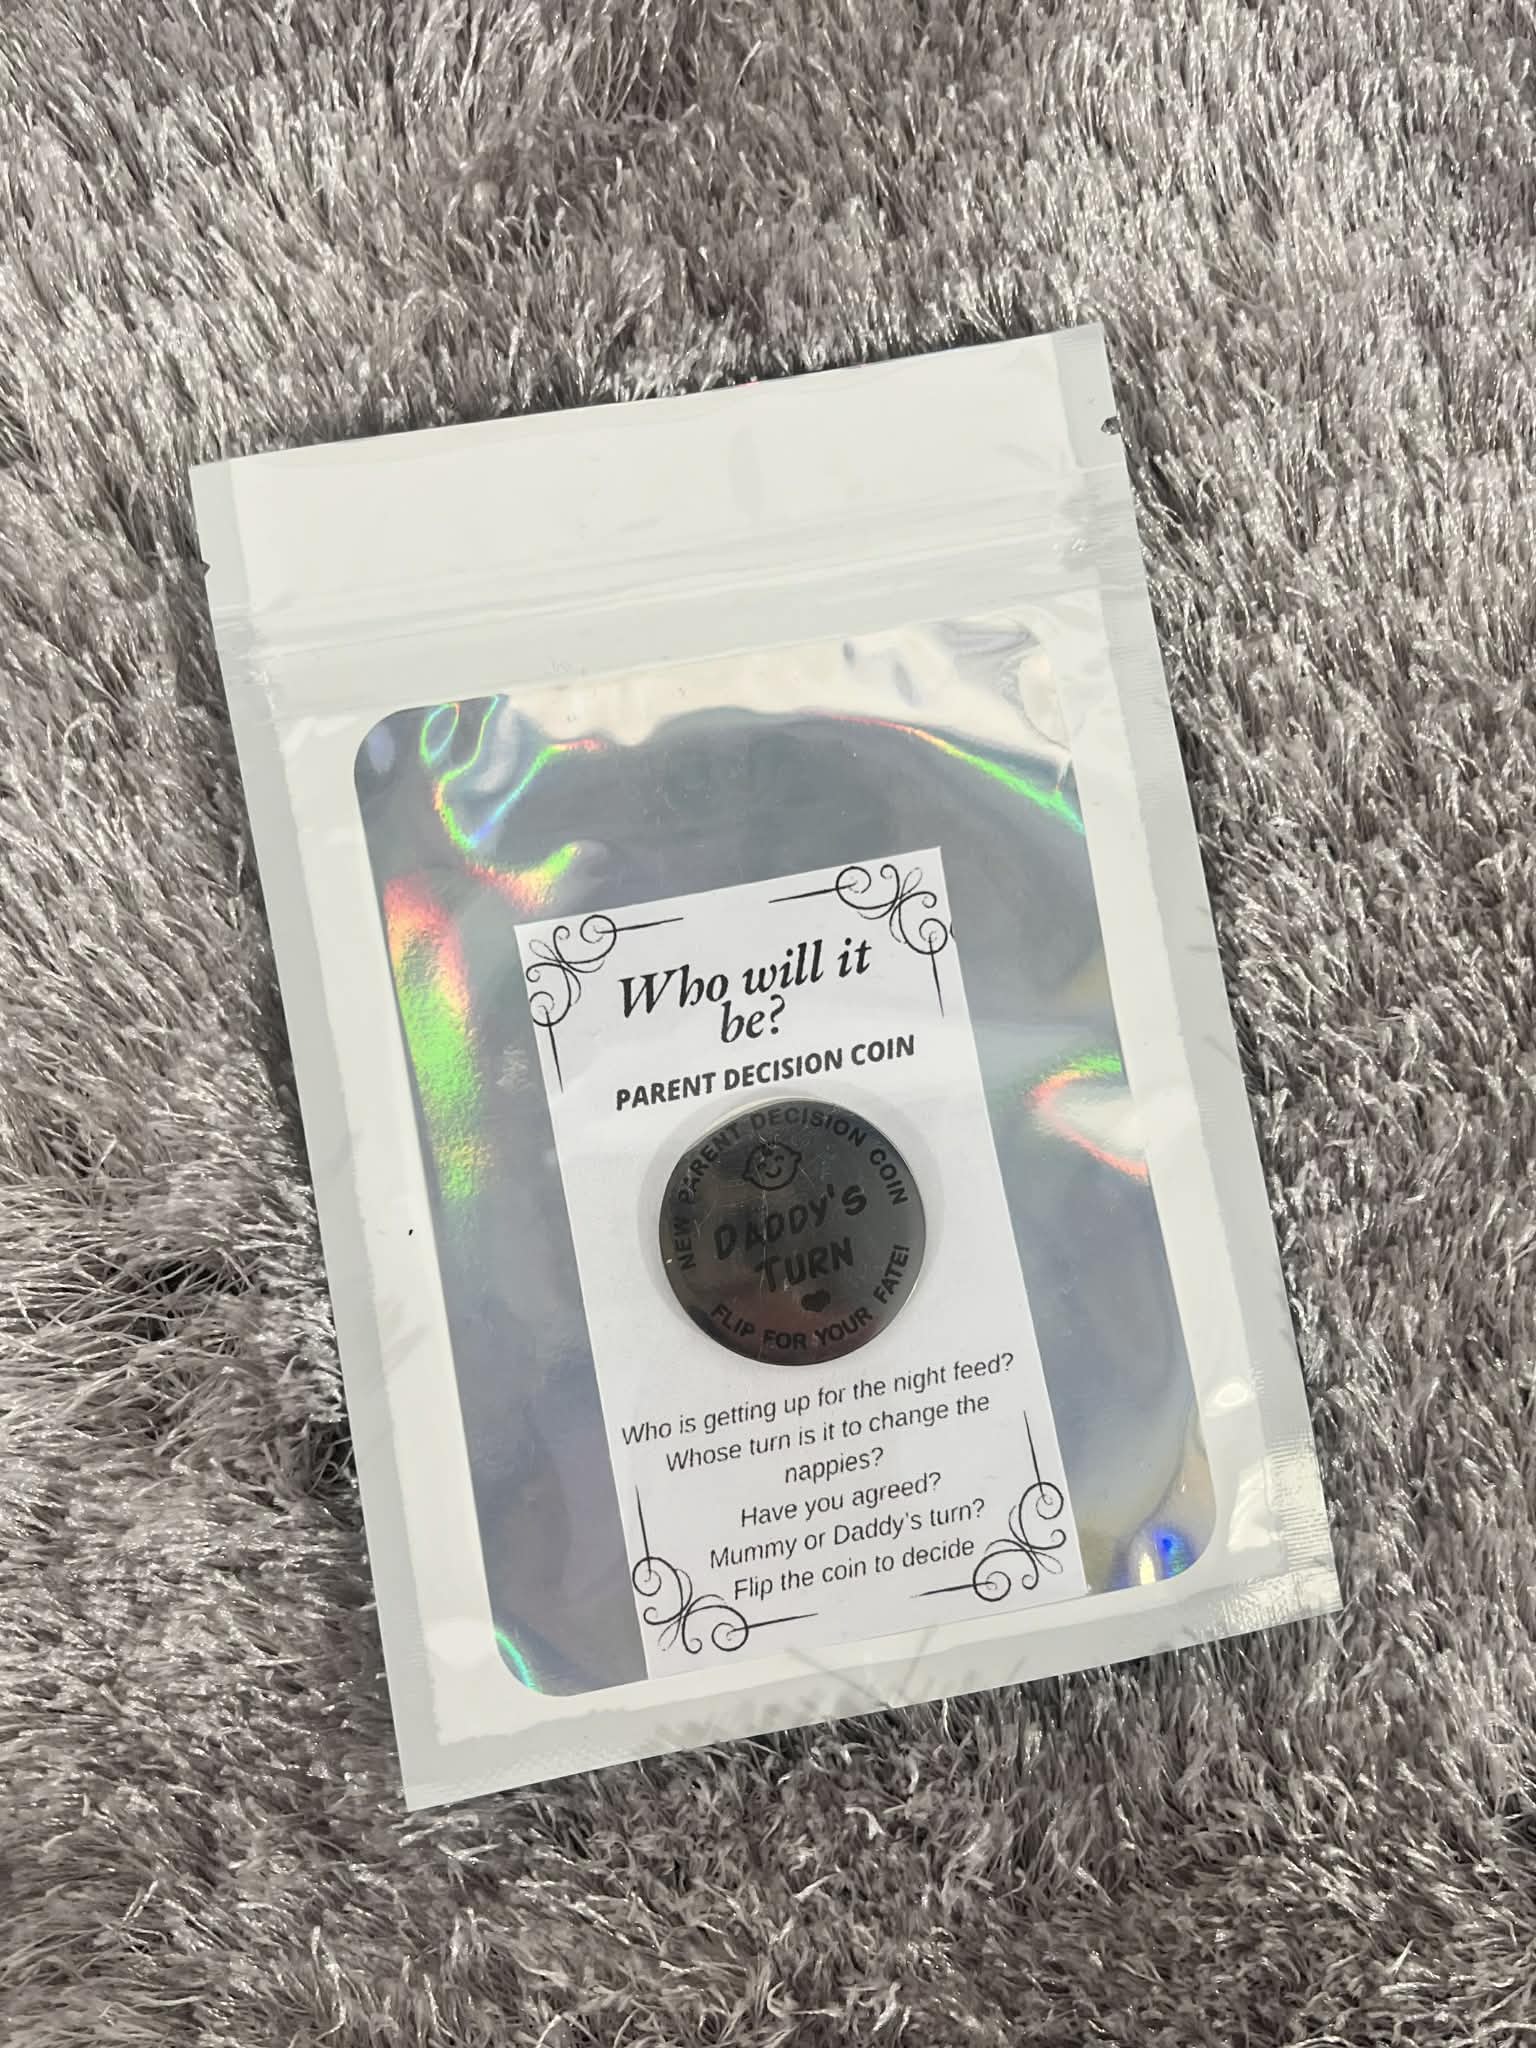 Who will it
be?
PARENT DECISION COIN
NEW PARENT DECISION COIN
DADDY'S
TURN
FLIP FOR YOUR FATE!
Who is getting up for the night feed?
Whose turn is it to change the
nappies?
Have you agreed?
Mummy or Daddy's turn?
Flip the coin to decide